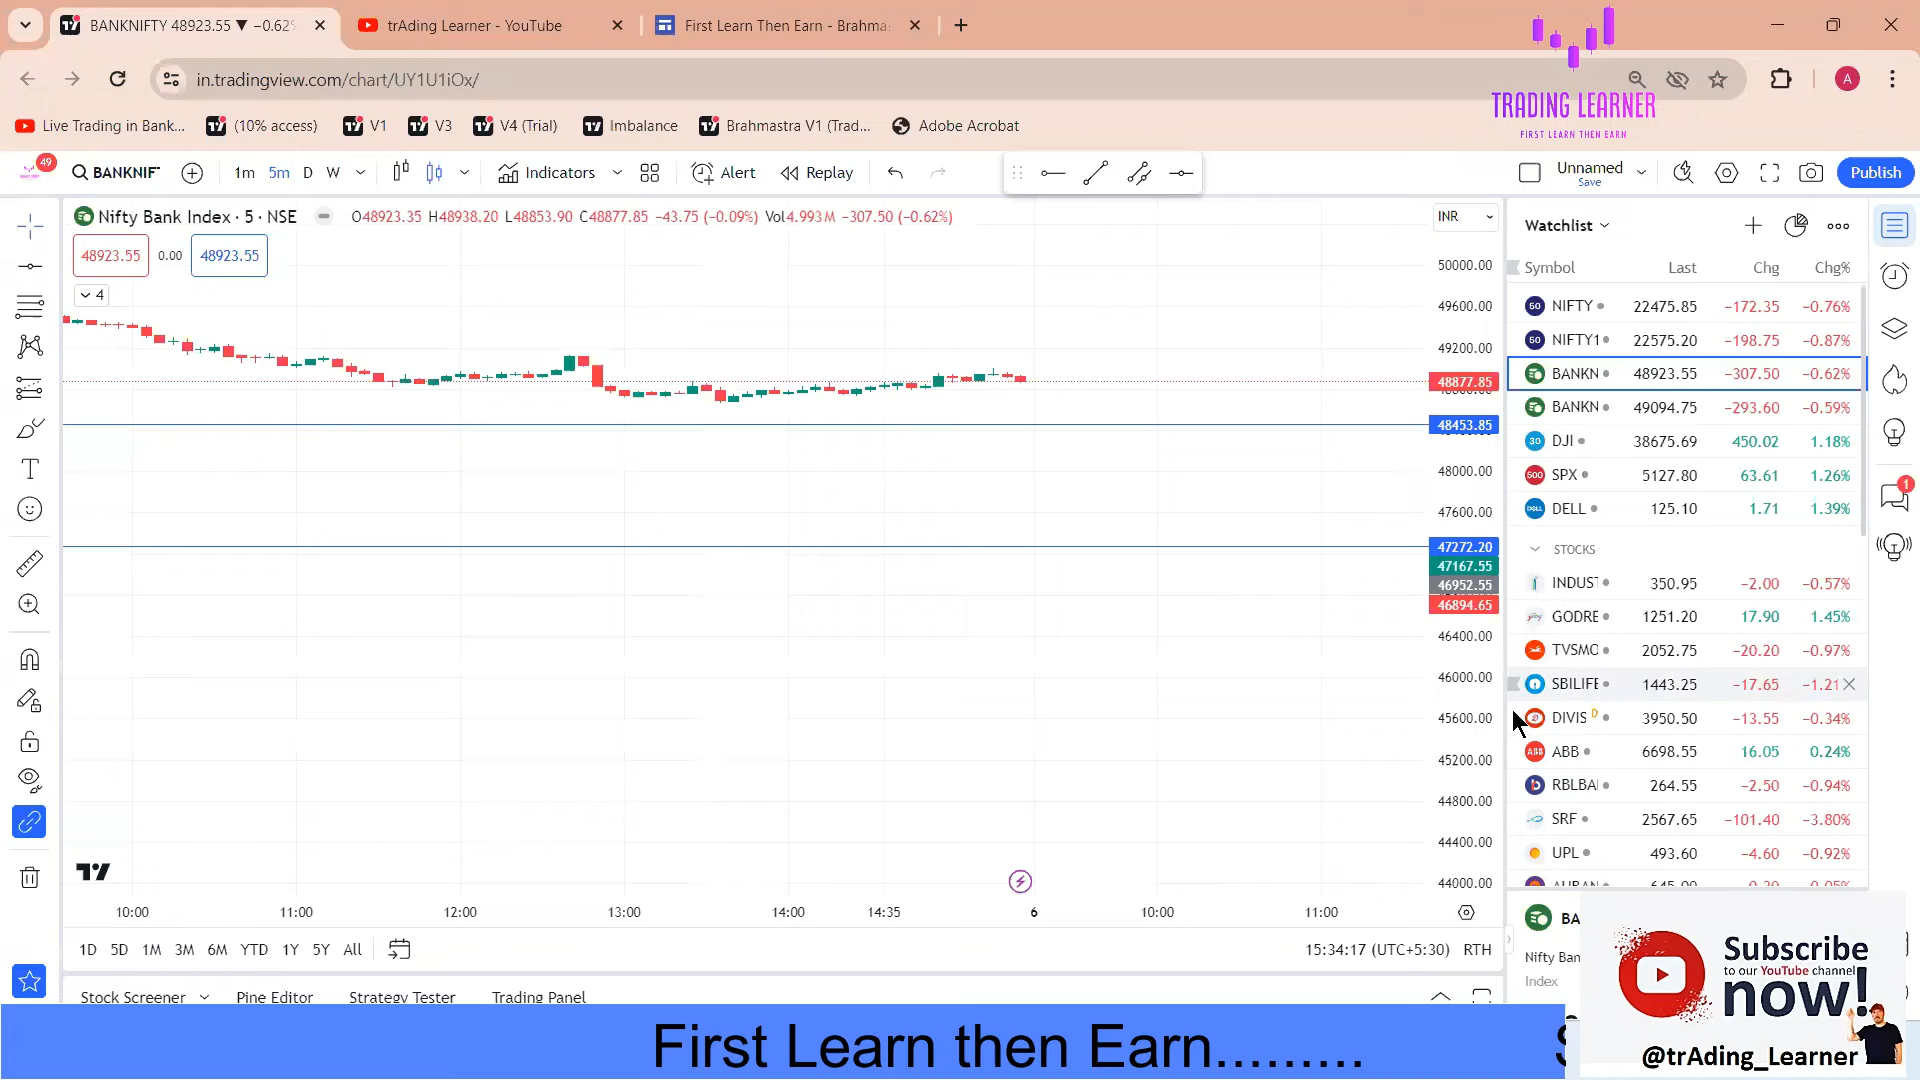 BANKNIFTY 48923.55 ▼ −0.62%
trAding Learner - YouTube
First Learn Then Earn - Brahmas
in.tradingview.com/chart/UY1U1iOx/
TRADING LEARNER
FIRST LEARN THEN EARN
Live Trading in Bank...
(10% access)
V1
V3
V4 (Trial)
Imbalance
Brahmastra V1 (Trad...
Adobe Acrobat
49
BANKNIF
1m 5m D W
Indicators
Alert
Replay
Unnamed
Save
Publish
Nifty Bank Index · 5 · NSE
O48923.35 H48938.20 L48853.90 C48877.85 −43.75 (−0.09%) Vol4.993M −307.50 (−0.62%)
INR
48923.55 0.00 48923.55
4
50000.00
49600.00
49200.00
48877.85
48453.85
48000.00
47600.00
47272.20
47167.55
46952.55
46894.65
46400.00
46000.00
45600.00
45200.00
44800.00
44400.00
44000.00
10:00 11:00 12:00 13:00 14:00 14:35 6 10:00 11:00
1D 5D 1M 3M 6M YTD 1Y 5Y All
15:34:17 (UTC+5:30) RTH
Stock Screener Pine Editor Strategy Tester Trading Panel
Watchlist
Symbol Last Chg Chg%
50 NIFTY 22475.85 −172.35 −0.76%
50 NIFTY1 22575.20 −198.75 −0.87%
BANKN 48923.55 −307.50 −0.62%
BANKN 49094.75 −293.60 −0.59%
30 DJI 38675.69 450.02 1.18%
500 SPX 5127.80 63.61 1.26%
DELL DELL 125.10 1.71 1.39%
STOCKS
INDUS 350.95 −2.00 −0.57%
GODRE 1251.20 17.90 1.45%
TVSMO 2052.75 −20.20 −0.97%
SBILIFE 1443.25 −17.65 −1.21
DIVIS D 3950.50 −13.55 −0.34%
ABB ABB 6698.55 16.05 0.24%
RBLBA 264.55 −2.50 −0.94%
SRF 2567.65 −101.40 −3.80%
UPL 493.60 −4.60 −0.92%
BA
Nifty Ban
Index
A
1
Subscribe
to our YouTube channel
now!
@trAding_Learner
First Learn then Earn.........